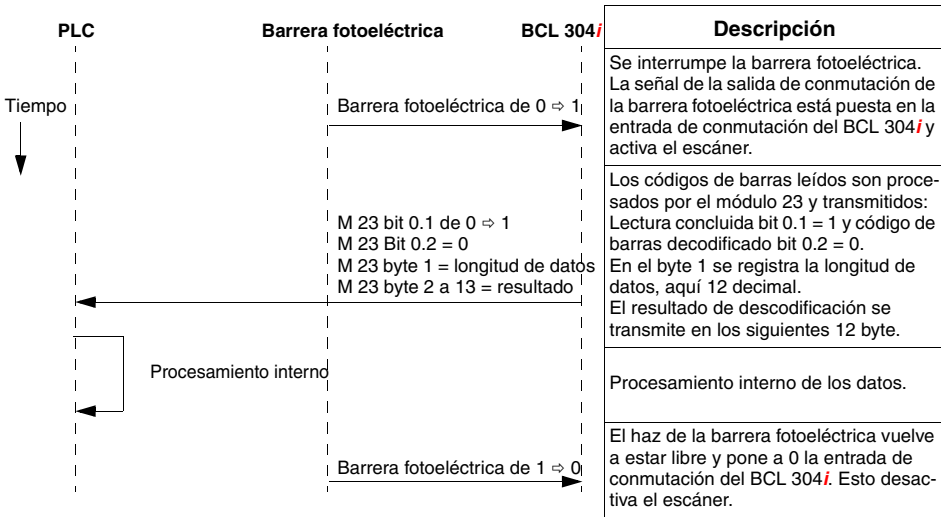 PLC Barrera fotoeléctrica BCL 304i Descripción
Tiempo
Barrera fotoeléctrica de 0 ⇨ 1
Se interrumpe la barrera fotoeléctrica.
La señal de la salida de conmutación de
la barrera fotoeléctrica está puesta en la
entrada de conmutación del BCL 304i y
activa el escáner.
M 23 bit 0.1 de 0 ⇨ 1
M 23 Bit 0.2 = 0
M 23 byte 1 = longitud de datos
M 23 byte 2 a 13 = resultado
Los códigos de barras leídos son proce-
sados por el módulo 23 y transmitidos:
Lectura concluida bit 0.1 = 1 y código de
barras decodificado bit 0.2 = 0.
En el byte 1 se registra la longitud de
datos, aquí 12 decimal.
El resultado de descodificación se
transmite en los siguientes 12 byte.
Procesamiento interno
Procesamiento interno de los datos.
Barrera fotoeléctrica de 1 ⇨ 0
El haz de la barrera fotoeléctrica vuelve
a estar libre y pone a 0 la entrada de
conmutación del BCL 304i. Esto desac-
tiva el escáner.